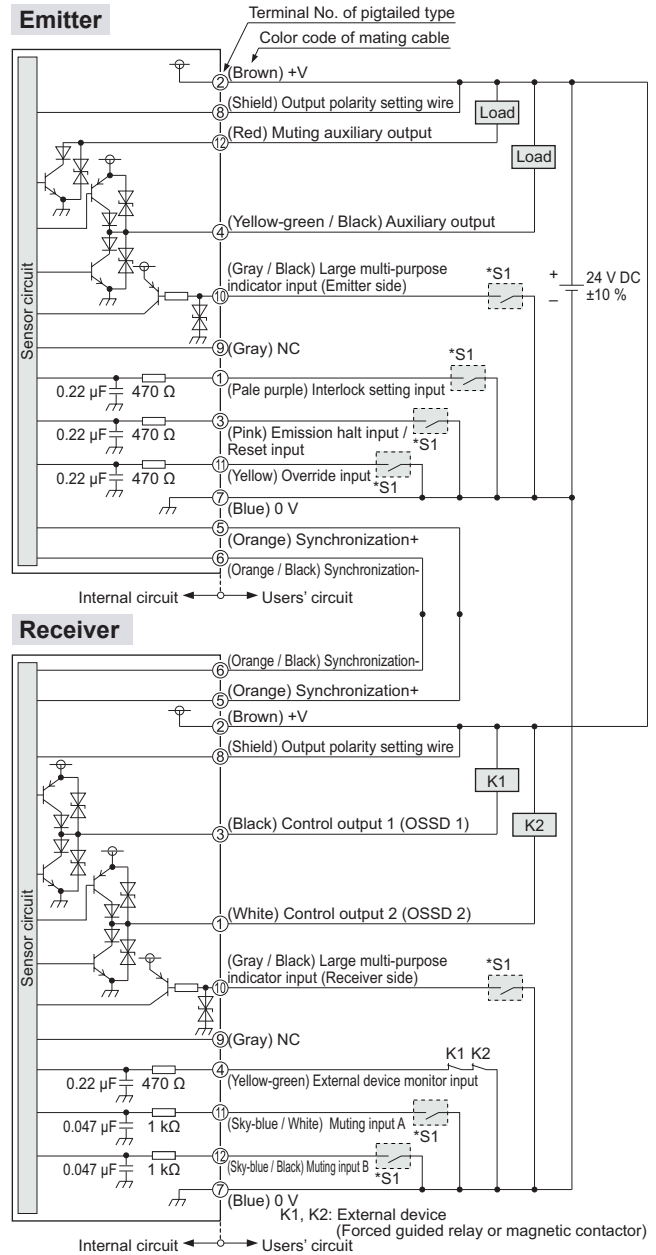 Emitter
Terminal No. of pigtailed type
Color code of mating cable
2 (Brown) +V
8 (Shield) Output polarity setting wire
Load
12 (Red) Muting auxiliary output
Load
4 (Yellow-green / Black) Auxiliary output
Sensor circuit
(Gray / Black) Large multi-purpose
indicator input (Emitter side)
10
*S1
+
−
24 V DC
±10 %
9 (Gray) NC
*S1
1
0.22 µF 470 Ω
(Pale purple) Interlock setting input
3
0.22 µF 470 Ω
(Pink) Emission halt input /
Reset input
*S1
11
0.22 µF 470 Ω
(Yellow) Override input
*S1
7
(Blue) 0 V
5
(Orange) Synchronization+
6
(Orange / Black) Synchronization-
Internal circuit Users' circuit
Receiver
(Orange / Black) Synchronization-
6
(Orange) Synchronization+
5
(Brown) +V
2
(Shield) Output polarity setting wire
8
K1
3 (Black) Control output 1 (OSSD 1)
K2
1 (White) Control output 2 (OSSD 2)
Sensor circuit
(Gray / Black) Large multi-purpose
indicator input (Receiver side)
10
*S1
9 (Gray) NC
K1 K2
4
0.22 µF 470 Ω
(Yellow-green) External device monitor input
11
0.047 µF 1 kΩ
(Sky-blue / White) Muting input A
*S1
12
0.047 µF 1 kΩ
(Sky-blue / Black) Muting input B
*S1
7
(Blue) 0 V
K1, K2: External device
(Forced guided relay or magnetic contactor)
Internal circuit Users' circuit